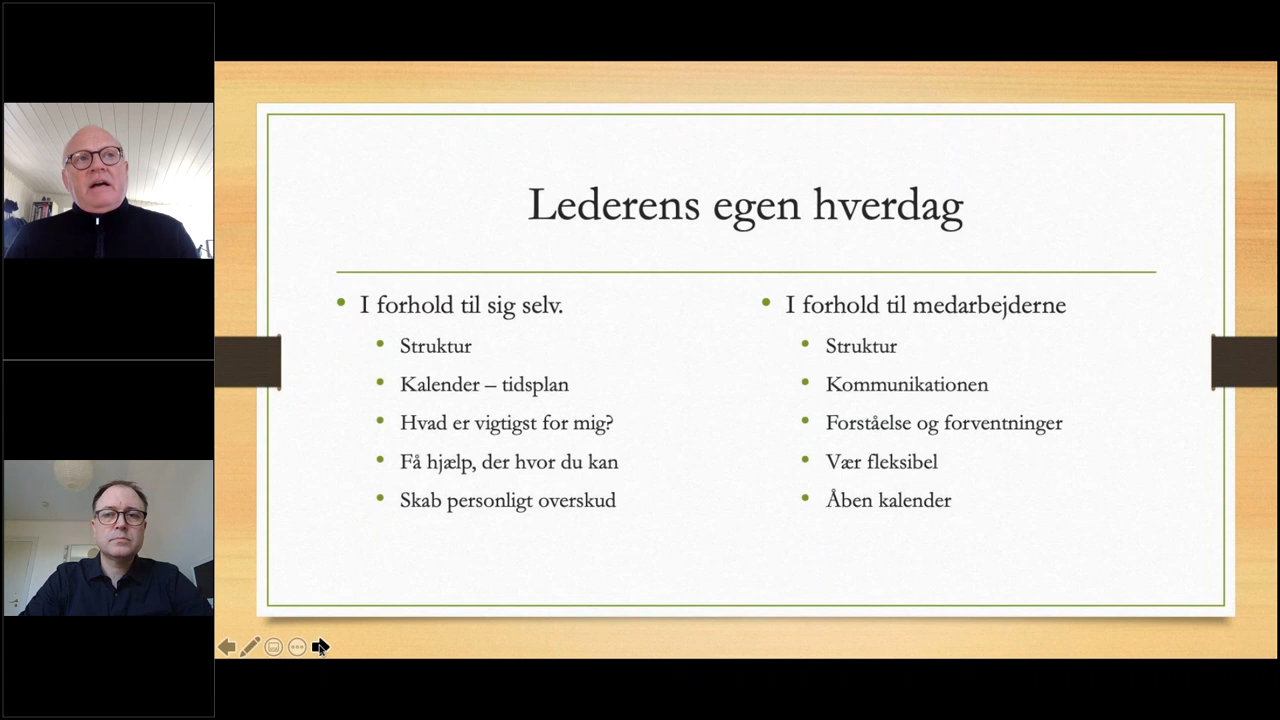 Lederens egen hverdag
I forhold til sig selv.
Struktur
Kalender – tidsplan
Hvad er vigtigst for mig?
Få hjælp, der hvor du kan
Skab personligt overskud
I forhold til medarbejderne
Struktur
Kommunikationen
Forståelse og forventninger
Vær fleksibel
Åben kalender